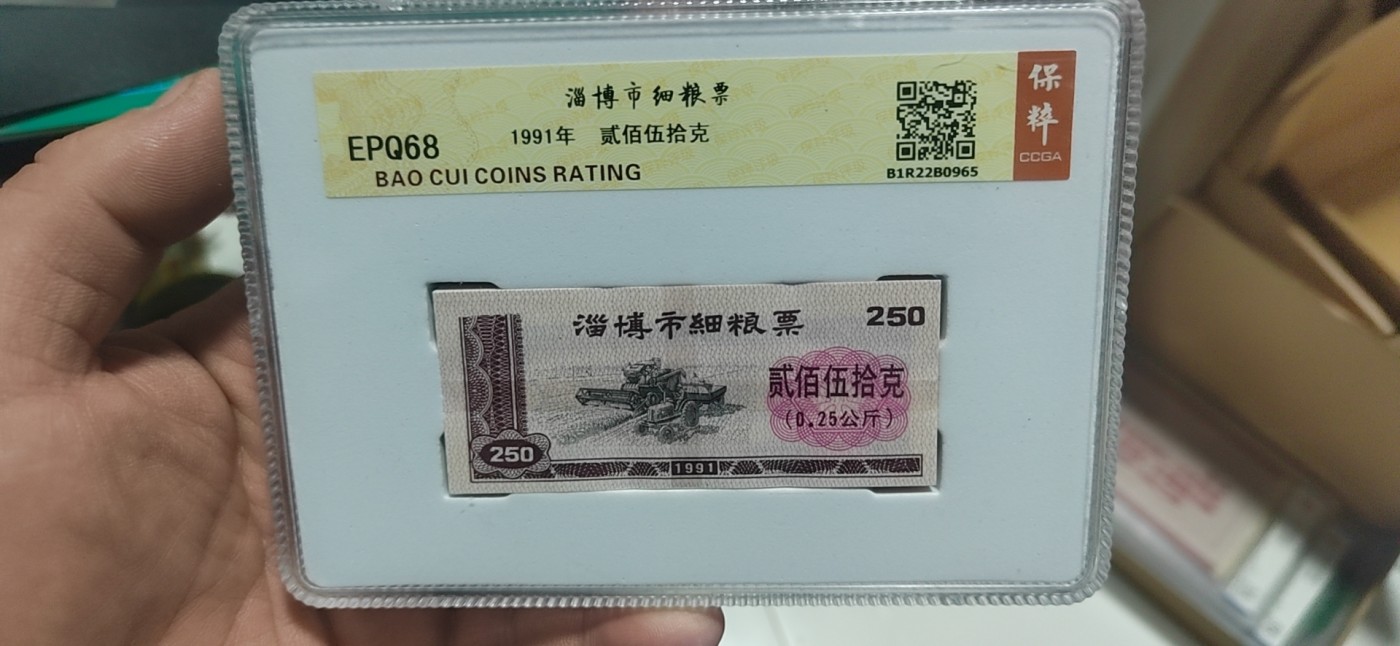 淄博市细粮票
1991年 贰佰伍拾克
EPQ68
BAO CUI COINS RATING
B1R22B0965
保粹
CCGA
淄博市細粮票
250
贰佰伍拾克
(0.25公斤)
250
1991